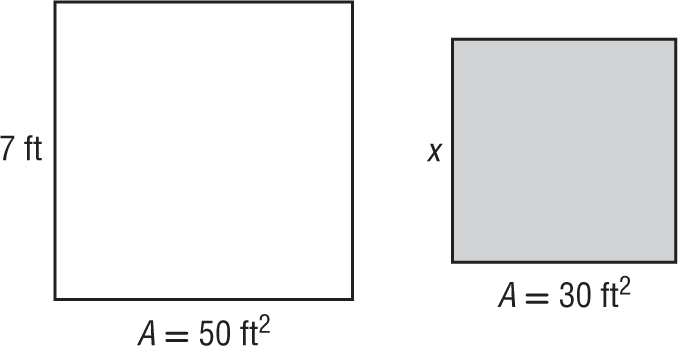 7 ft
x
A = 50 ft²
A = 30 ft²